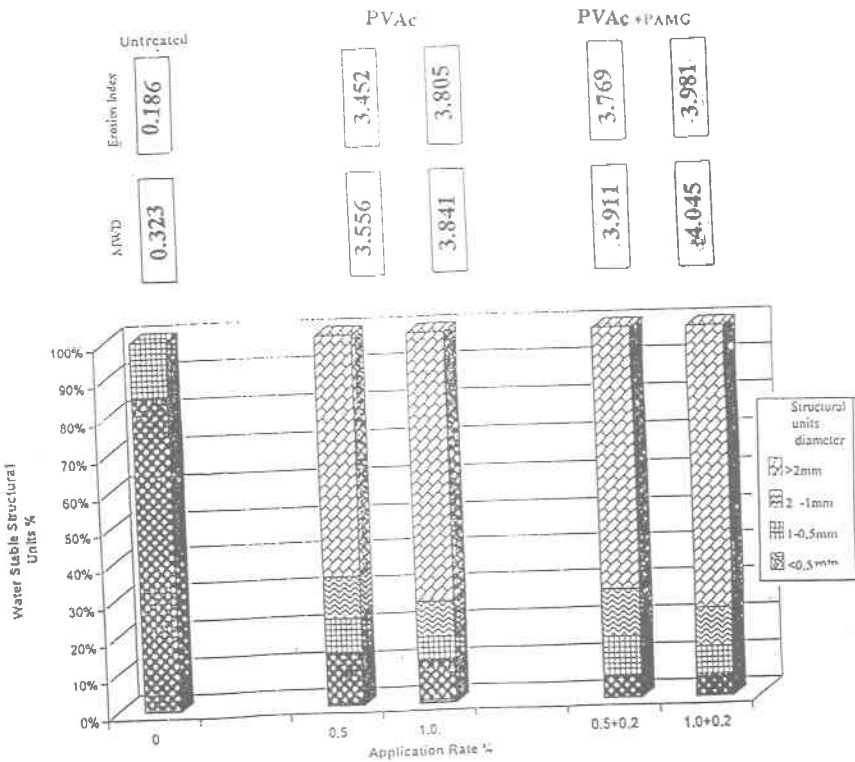 PVAc
PVAc +PAMG
Untreated
Erosion Index
0.186
3.452
3.805
3.769
3.981
MWD
0.323
3.556
3.841
3.911
4.045
Water Stable Structural
Units %
100%
90%
80%
70%
60%
50%
40%
30%
20%
10%
0%
0
0.5
1.0.
0.5+0,2
1.0+0.2
Application Rate %
Structural
units
diameter
>2mm
2 -1mm
1-0,5mm
<0.5mm